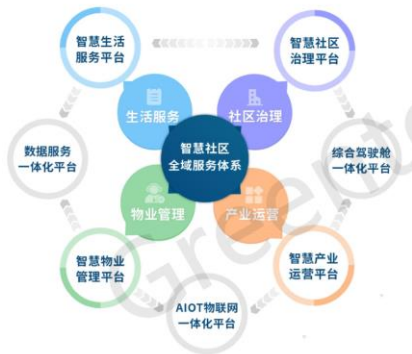 智慧生活
服务平台
智慧社区
治理平台
生活服务
社区治理
数据服务
一体化平台
智慧社区
全域服务体系
综合驾驶舱
一体化平台
物业管理
产业运营
智慧物业
管理平台
智慧产业
运营平台
AIOT物联网
一体化平台